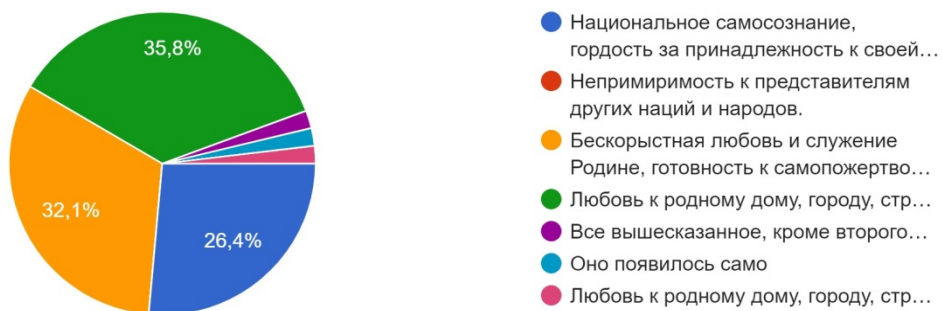 35,8%
32,1%
26,4%
Национальное самосознание,
гордость за принадлежность к своей…
Непримиримость к представителям
других наций и народов.
Бескорыстная любовь и служение
Родине, готовность к самопожертво…
Любовь к родному дому, городу, стр…
Все вышесказанное, кроме второго…
Оно появилось само
Любовь к родному дому, городу, стр…